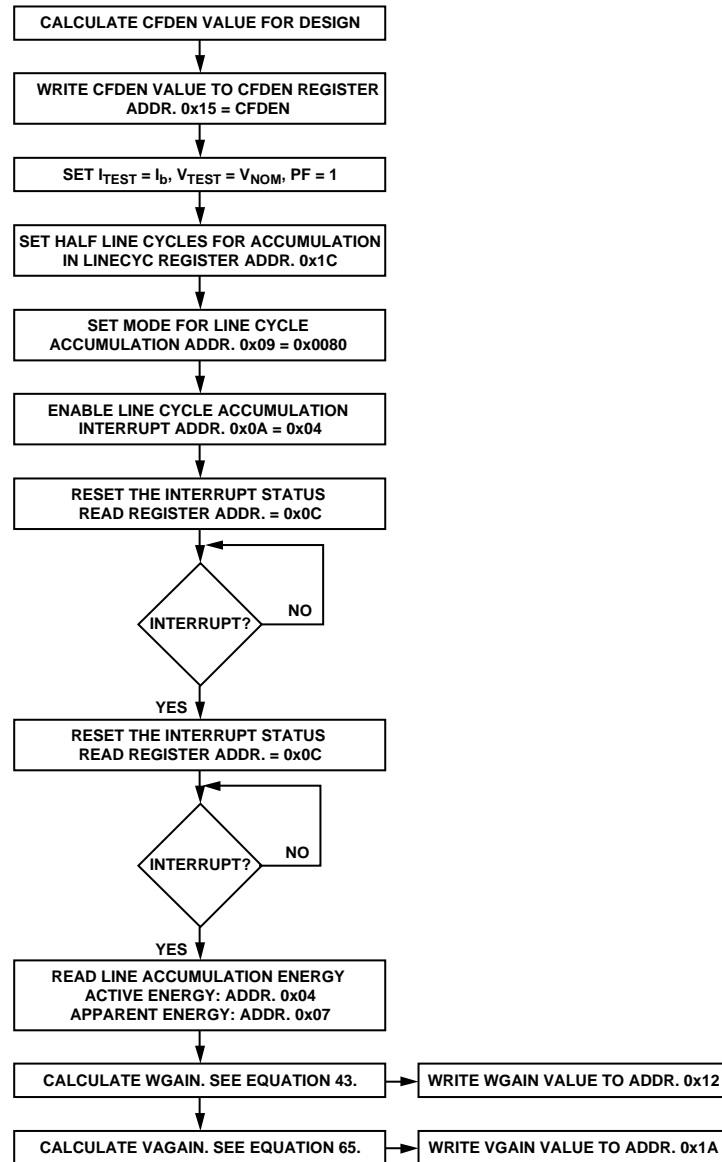 CALCULATE CFDEN VALUE FOR DESIGN
WRITE CFDEN VALUE TO CFDEN REGISTER
ADDR. 0x15 = CFDEN
SET I_TEST = I_b, V_TEST = V_NOM, PF = 1
SET HALF LINE CYCLES FOR ACCUMULATION
IN LINECYC REGISTER ADDR. 0x1C
SET MODE FOR LINE CYCLE
ACCUMULATION ADDR. 0x09 = 0x0080
ENABLE LINE CYCLE ACCUMULATION
INTERRUPT ADDR. 0x0A = 0x04
RESET THE INTERRUPT STATUS
READ REGISTER ADDR. = 0x0C
INTERRUPT?
NO
YES
RESET THE INTERRUPT STATUS
READ REGISTER ADDR. = 0x0C
INTERRUPT?
NO
YES
READ LINE ACCUMULATION ENERGY
ACTIVE ENERGY: ADDR. 0x04
APPARENT ENERGY: ADDR. 0x07
CALCULATE WGAIN. SEE EQUATION 43.
WRITE WGAIN VALUE TO ADDR. 0x12
CALCULATE VAGAIN. SEE EQUATION 65.
WRITE VGAIN VALUE TO ADDR. 0x1A